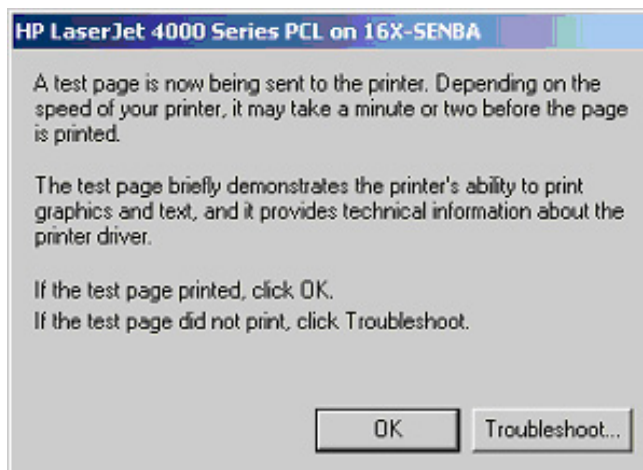 HP LaserJet 4000 Series PCL on 16X-SENBA
A test page is now being sent to the printer. Depending on the
speed of your printer, it may take a minute or two before the page
is printed.
The test page briefly demonstrates the printer's ability to print
graphics and text, and it provides technical information about the
printer driver.
If the test page printed, click OK.
If the test page did not print, click Troubleshoot.
OK
Troubleshoot...